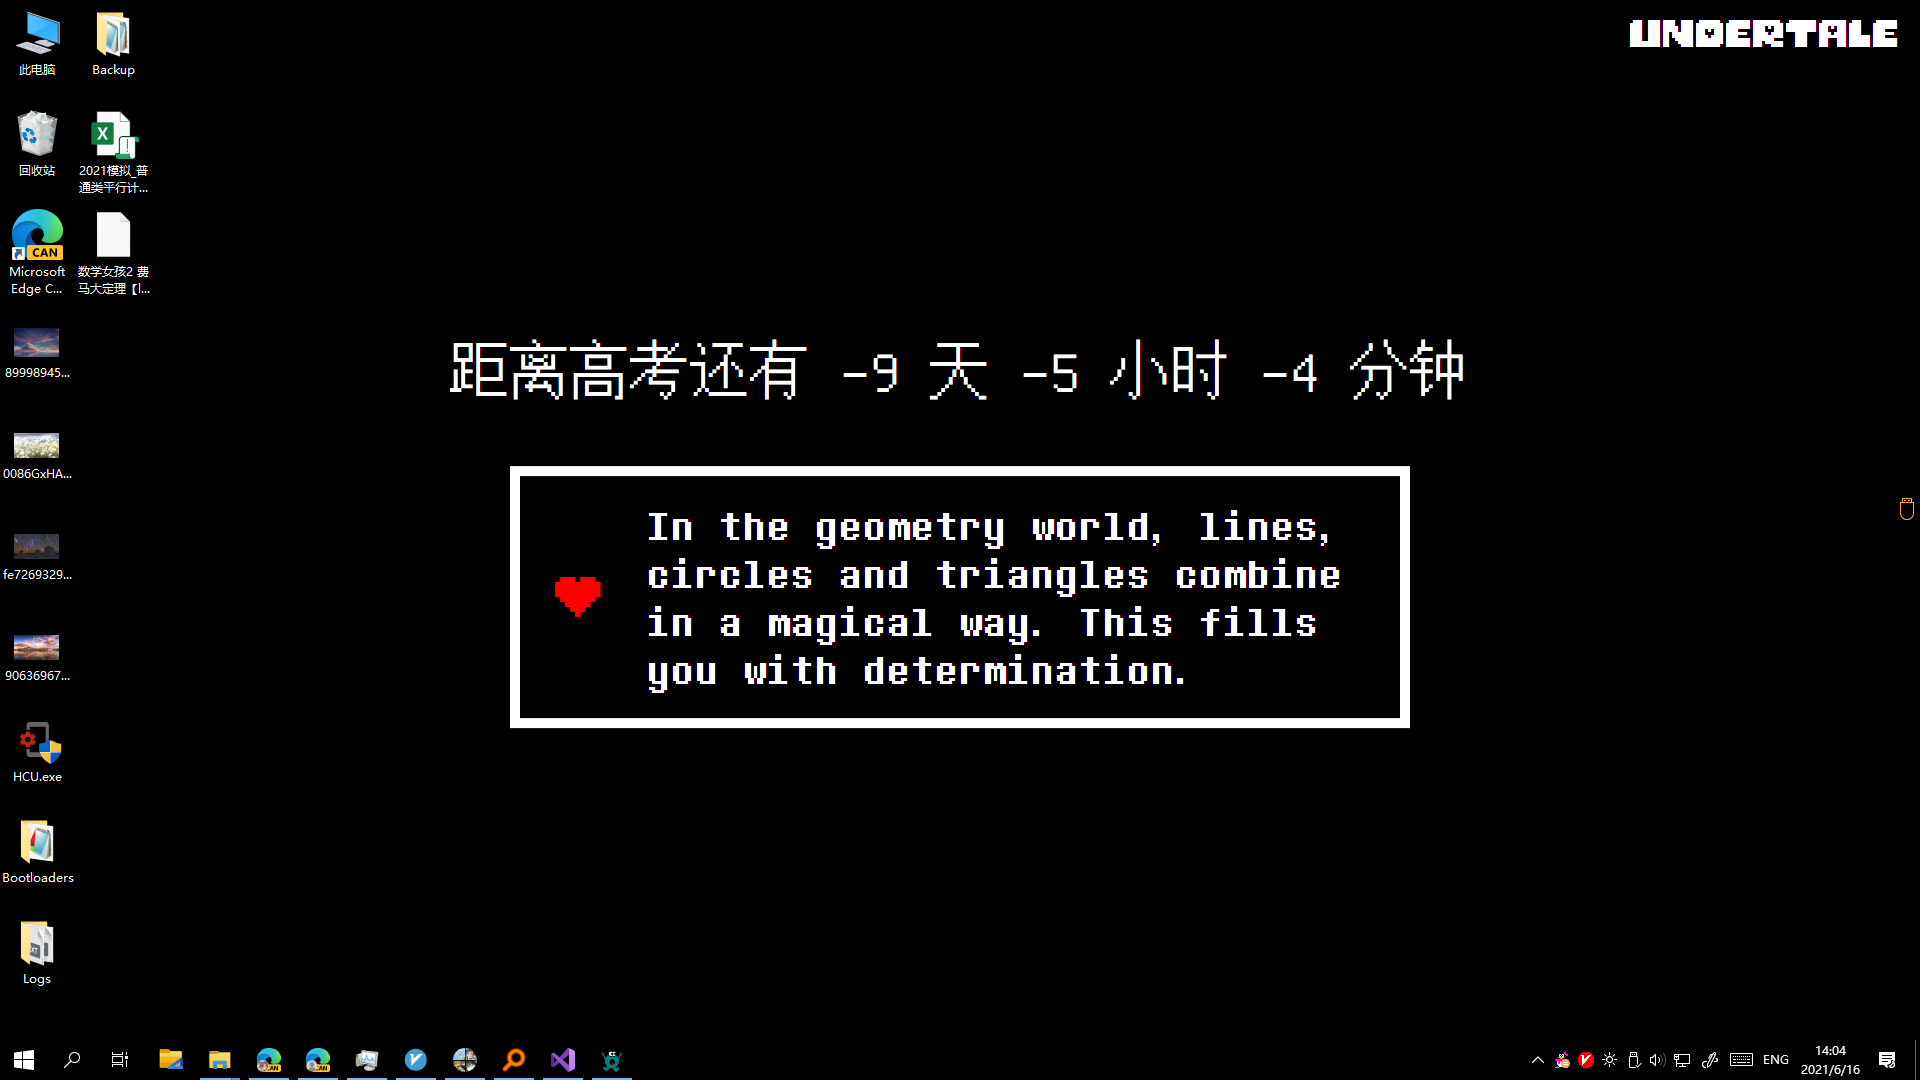 此电脑
Backup
UNDERTALE
回收站
2021模拟_普
通类平行计...
CAN
Microsoft
Edge C...
数学女孩2 费
马大定理【l...
89998945...
0086GxHA...
fe7269329...
90636967...
HCU.exe
Bootloaders
Logs
距离高考还有 -9 天 -5 小时 -4 分钟
In the geometry world, lines,
circles and triangles combine
in a magical way. This fills
you with determination.
ENG
14:04
2021/6/16